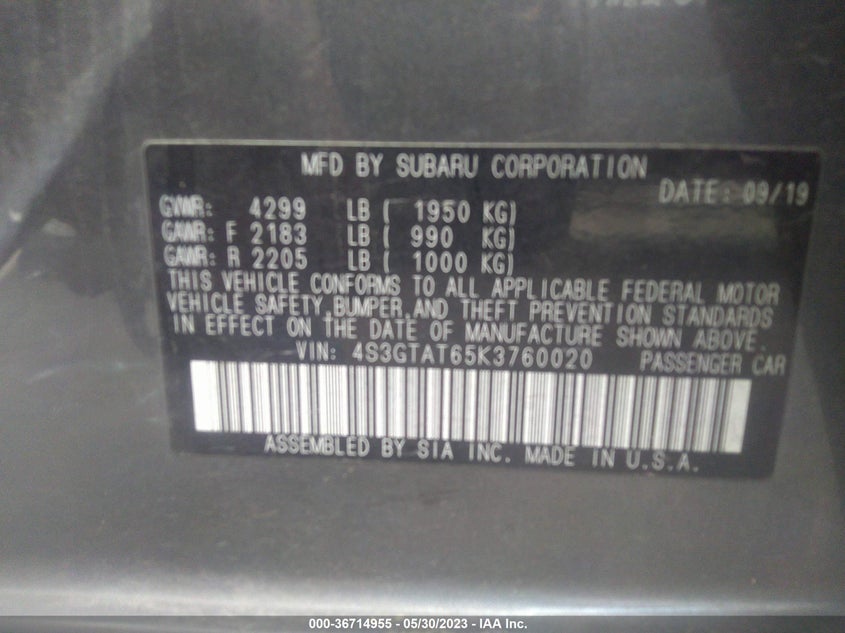 MFD BY SUBARU CORPORATION
DATE: 09/19
GVWR: 4299 LB ( 1950 KG)
GAWR: F 2183 LB ( 990 KG)
GAWR: R 2205 LB ( 1000 KG)
THIS VEHICLE CONFORMS TO ALL APPLICABLE FEDERAL MOTOR
VEHICLE SAFETY,BUMPER,AND THEFT PREVENTION STANDARDS
IN EFFECT ON THE DATE OF MANUFACTURE SHOWN ABOVE.
VIN: 4S3GTAT65K3760020 PASSENGER CAR
ASSEMBLED BY SIA INC. MADE IN U.S.A.
000-36714955 - 05/30/2023 - IAA Inc.